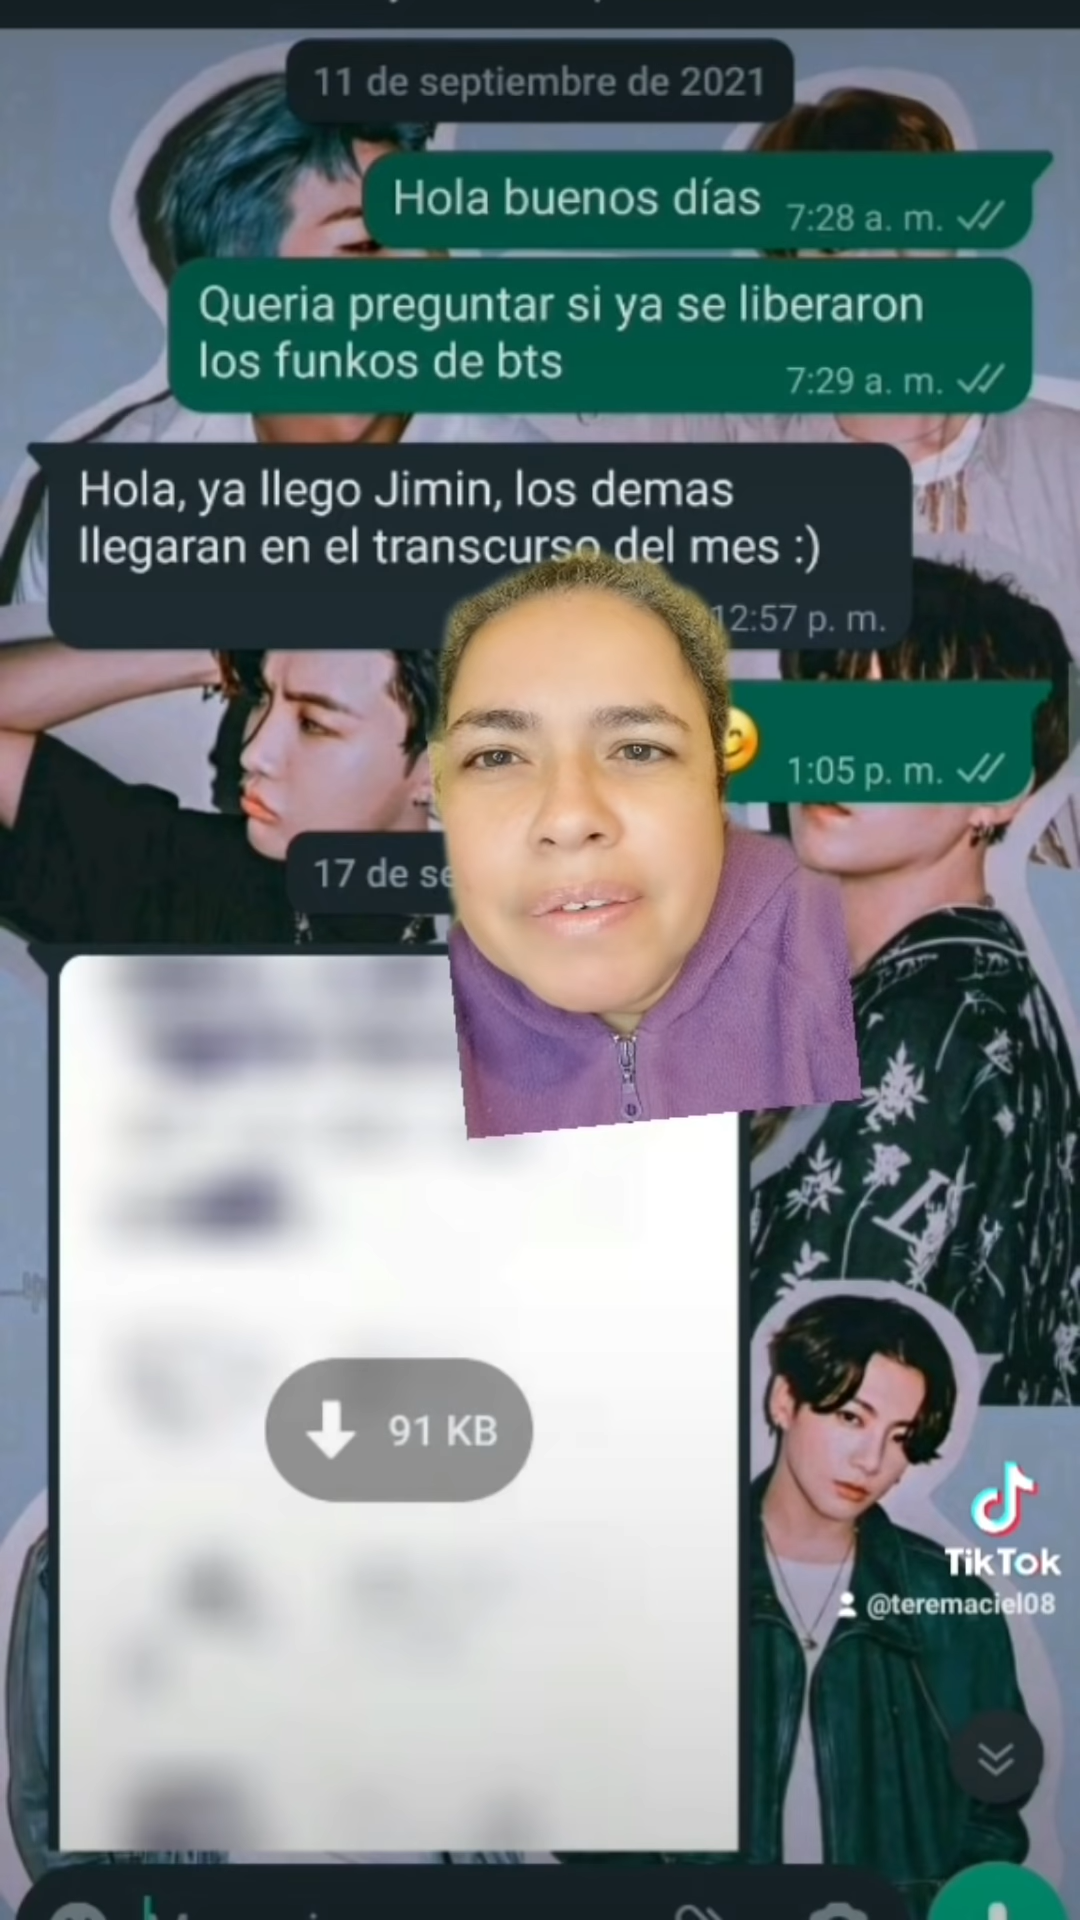 11 de septiembre de 2021
Hola buenos días
7:28 a. m.
Queria preguntar si ya se liberaron
los funkos de bts
7:29 a. m.
Hola, ya llego Jimin, los demas
llegaran en el transcurso del mes :)
12:57 p. m.
1:05 p. m.
17 de
91 KB
TikTok
@teremaciel08